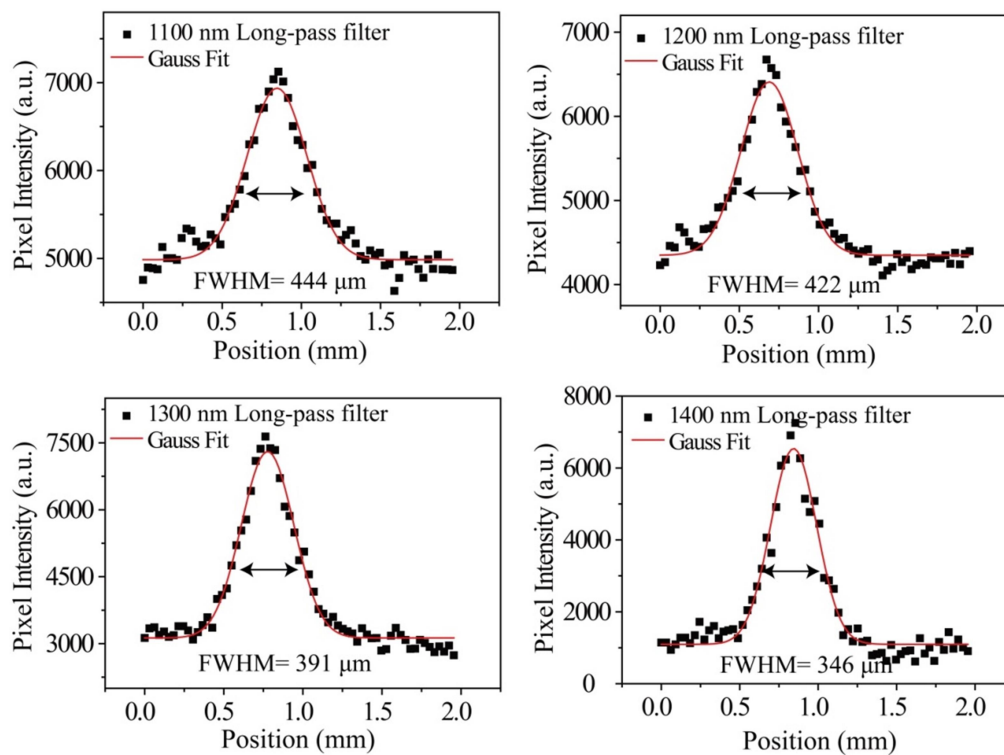 1100 nm Long-pass filter
Gauss Fit
7000
6000
5000
Pixel Intensity (a.u.)
FWHM= 444 μm
0.0 0.5 1.0 1.5 2.0
Position (mm)
1200 nm Long-pass filter
Gauss Fit
7000
6000
5000
4000
Pixel Intensity (a.u.)
FWHM= 422 μm
0.0 0.5 1.0 1.5 2.0
Position (mm)
1300 nm Long-pass filter
Gauss Fit
7500
6000
4500
3000
Pixel Intensity (a.u.)
FWHM= 391 μm
0.0 0.5 1.0 1.5 2.0
Position (mm)
1400 nm Long-pass filter
Gauss Fit
8000
6000
4000
2000
0
Pixel Intensity (a.u.)
FWHM= 346 μm
0.0 0.5 1.0 1.5 2.0
Position (mm)